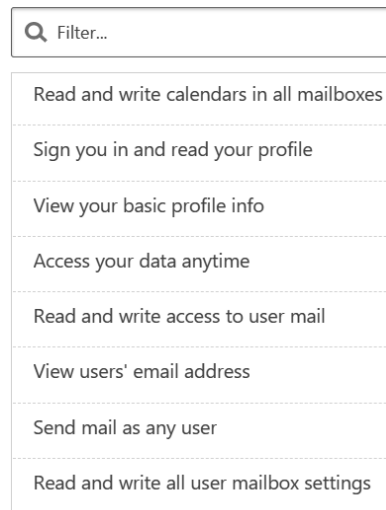 Filter...
Read and write calendars in all mailboxes
Sign you in and read your profile
View your basic profile info
Access your data anytime
Read and write access to user mail
View users' email address
Send mail as any user
Read and write all user mailbox settings